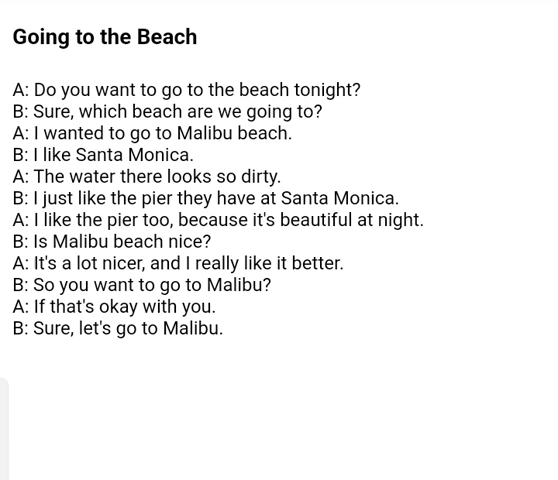 Going to the Beach
A: Do you want to go to the beach tonight?
B: Sure, which beach are we going to?
A: I wanted to go to Malibu beach.
B: I like Santa Monica.
A: The water there looks so dirty.
B: I just like the pier they have at Santa Monica.
A: I like the pier too, because it's beautiful at night.
B: Is Malibu beach nice?
A: It's a lot nicer, and I really like it better.
B: So you want to go to Malibu?
A: If that's okay with you.
B: Sure, let's go to Malibu.